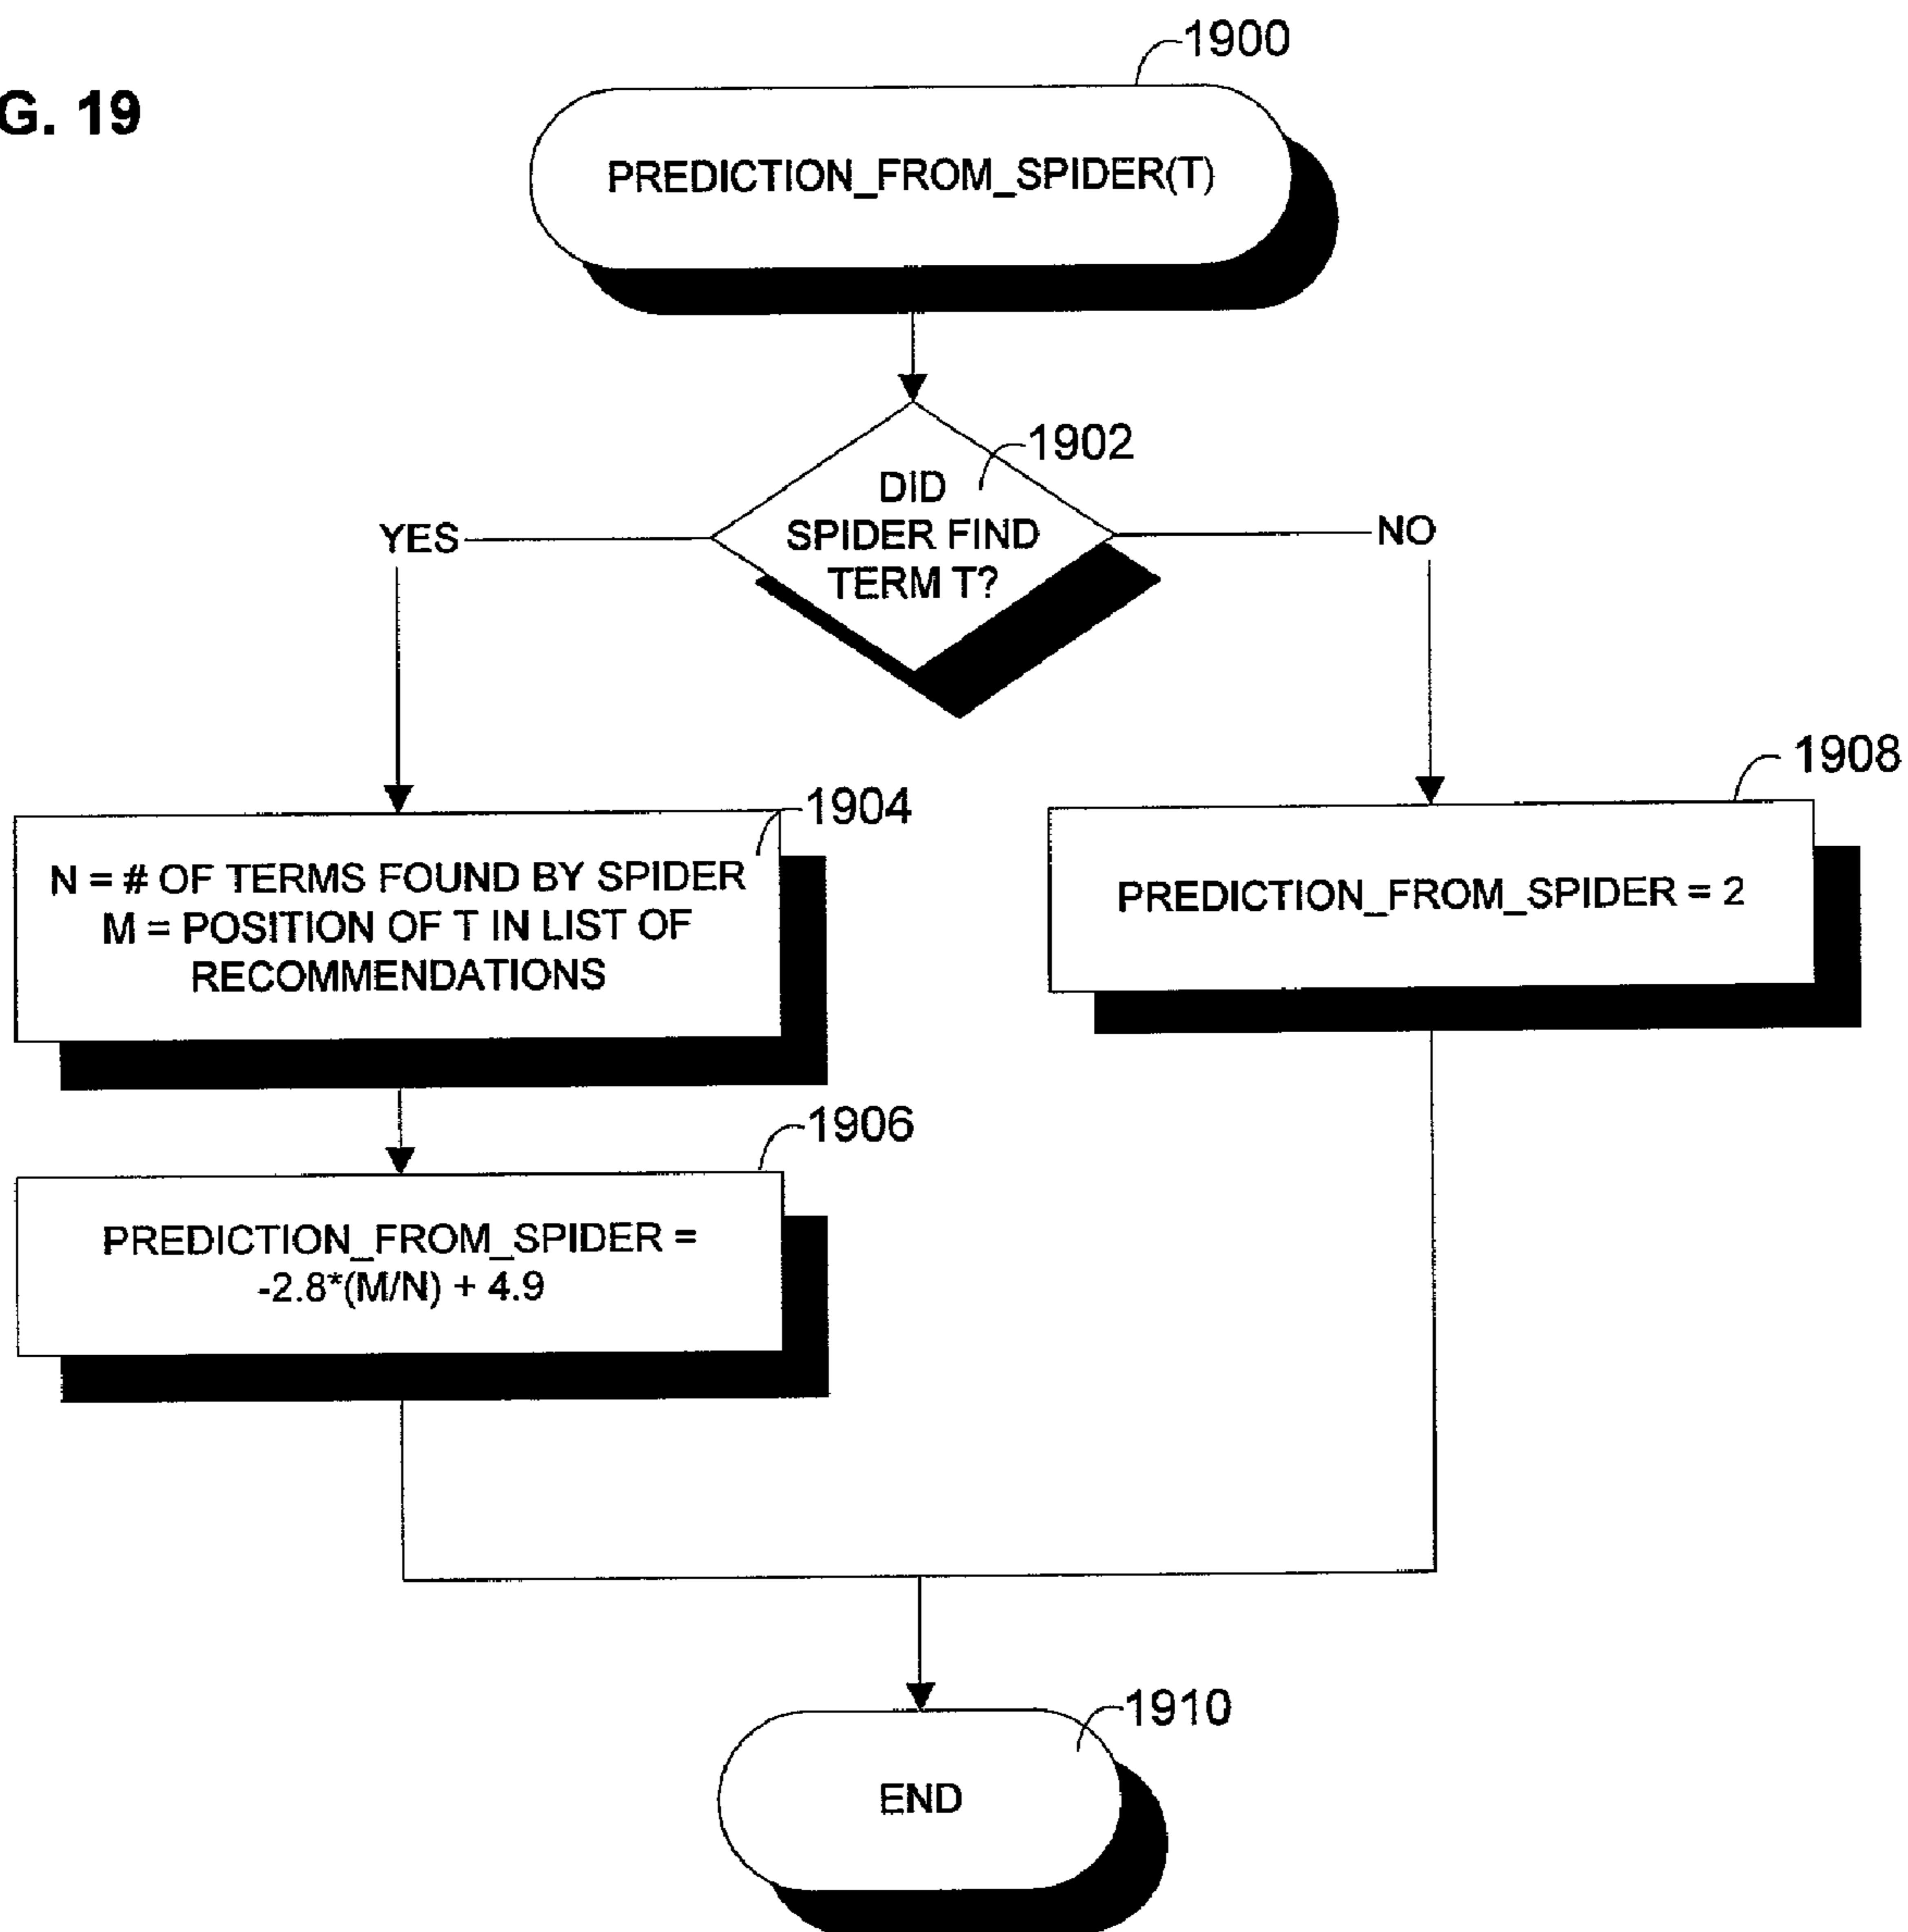 G. 19
1900
PREDICTION_FROM_SPIDER(T)
1902
DID
SPIDER FIND
TERM T?
YES
NO
1904
N = # OF TERMS FOUND BY SPIDER
M = POSITION OF T IN LIST OF
RECOMMENDATIONS
1908
PREDICTION_FROM_SPIDER = 2
1906
PREDICTION_FROM_SPIDER =
-2.8*(M/N) + 4.9
1910
END